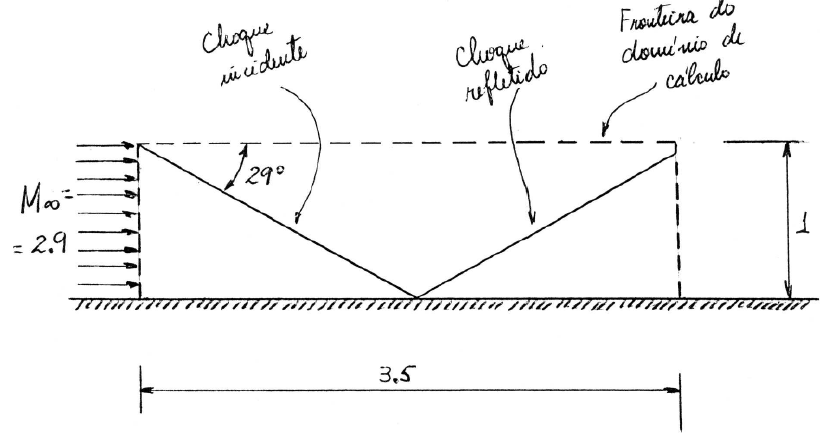 Choque
incidente
Choque
refletido
Fronteira do
domínio de
cálculo
29°
M∞=
= 2.9
1
3.5